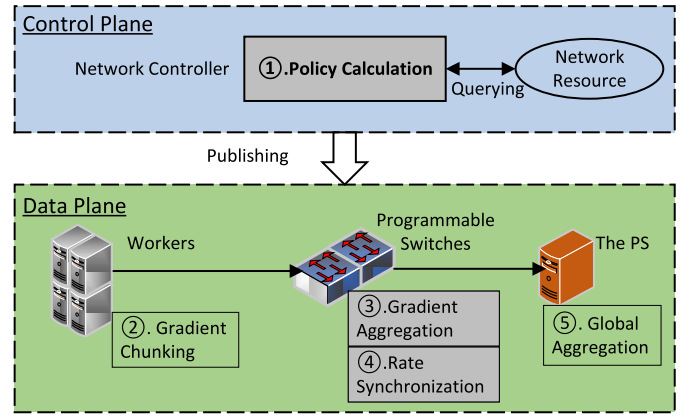 Control Plane
Network Controller
①.Policy Calculation
Querying
Network
Resource
Publishing
Data Plane
Workers
②. Gradient
Chunking
Programmable
Switches
③.Gradient
Aggregation
④.Rate
Synchronization
The PS
⑤. Global
Aggregation